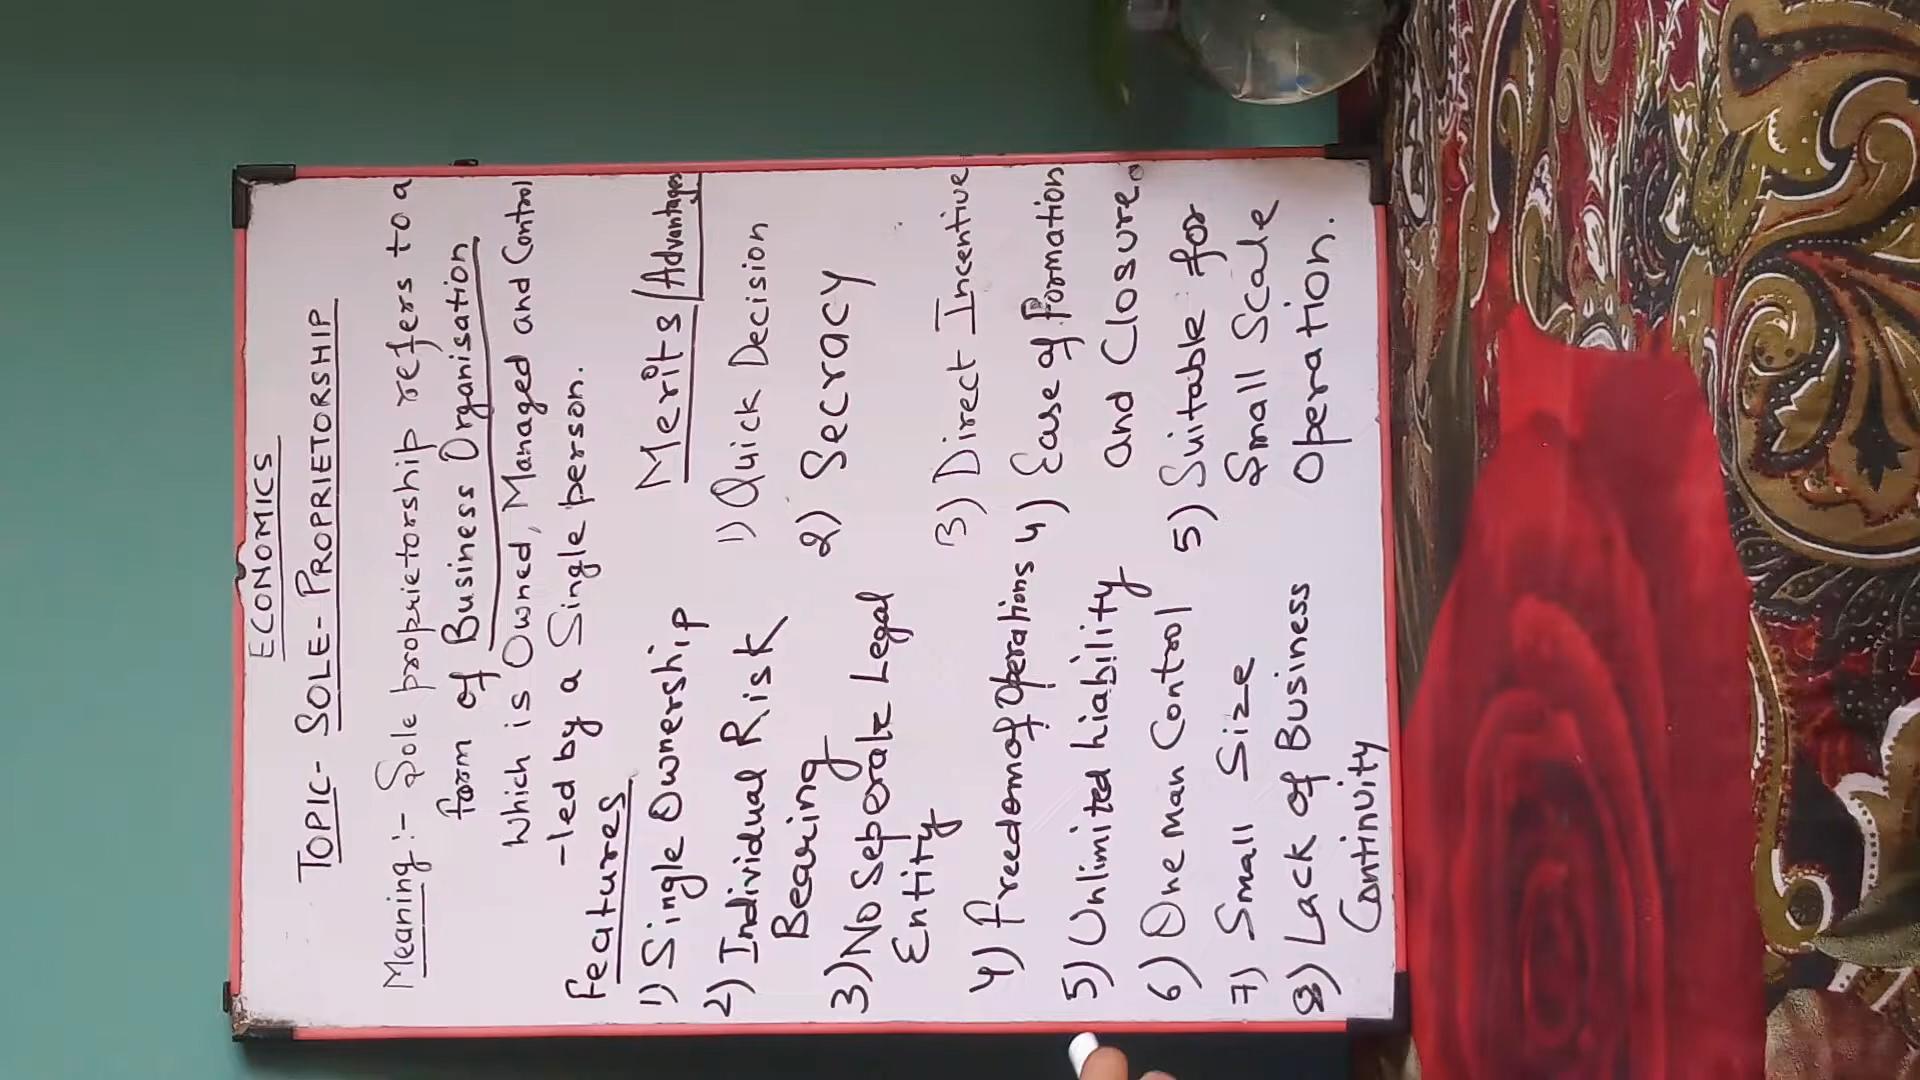 ECONOMICS
TOPIC- SOLE-PROPRIETORSHIP
Meaning:- Sole proprietorship refers to a
form of Business Organisation
which is Owned, Managed and Control
-led by a Single person.
Features
1) Single Ownership
2) Individual Risk
Bearing
3) No Seperate Legal
Entity
4) Freedom of Operations
5) Unlimited Liability
6) One man Control
7) Small Size
8) Lack of Business
Continuity
Merits/Advantages
1) Quick Decision
2) Secracy
3) Direct Incentive
4) Ease of Formation
and Closure.
5) Suitable for
Small Scale
Operation.